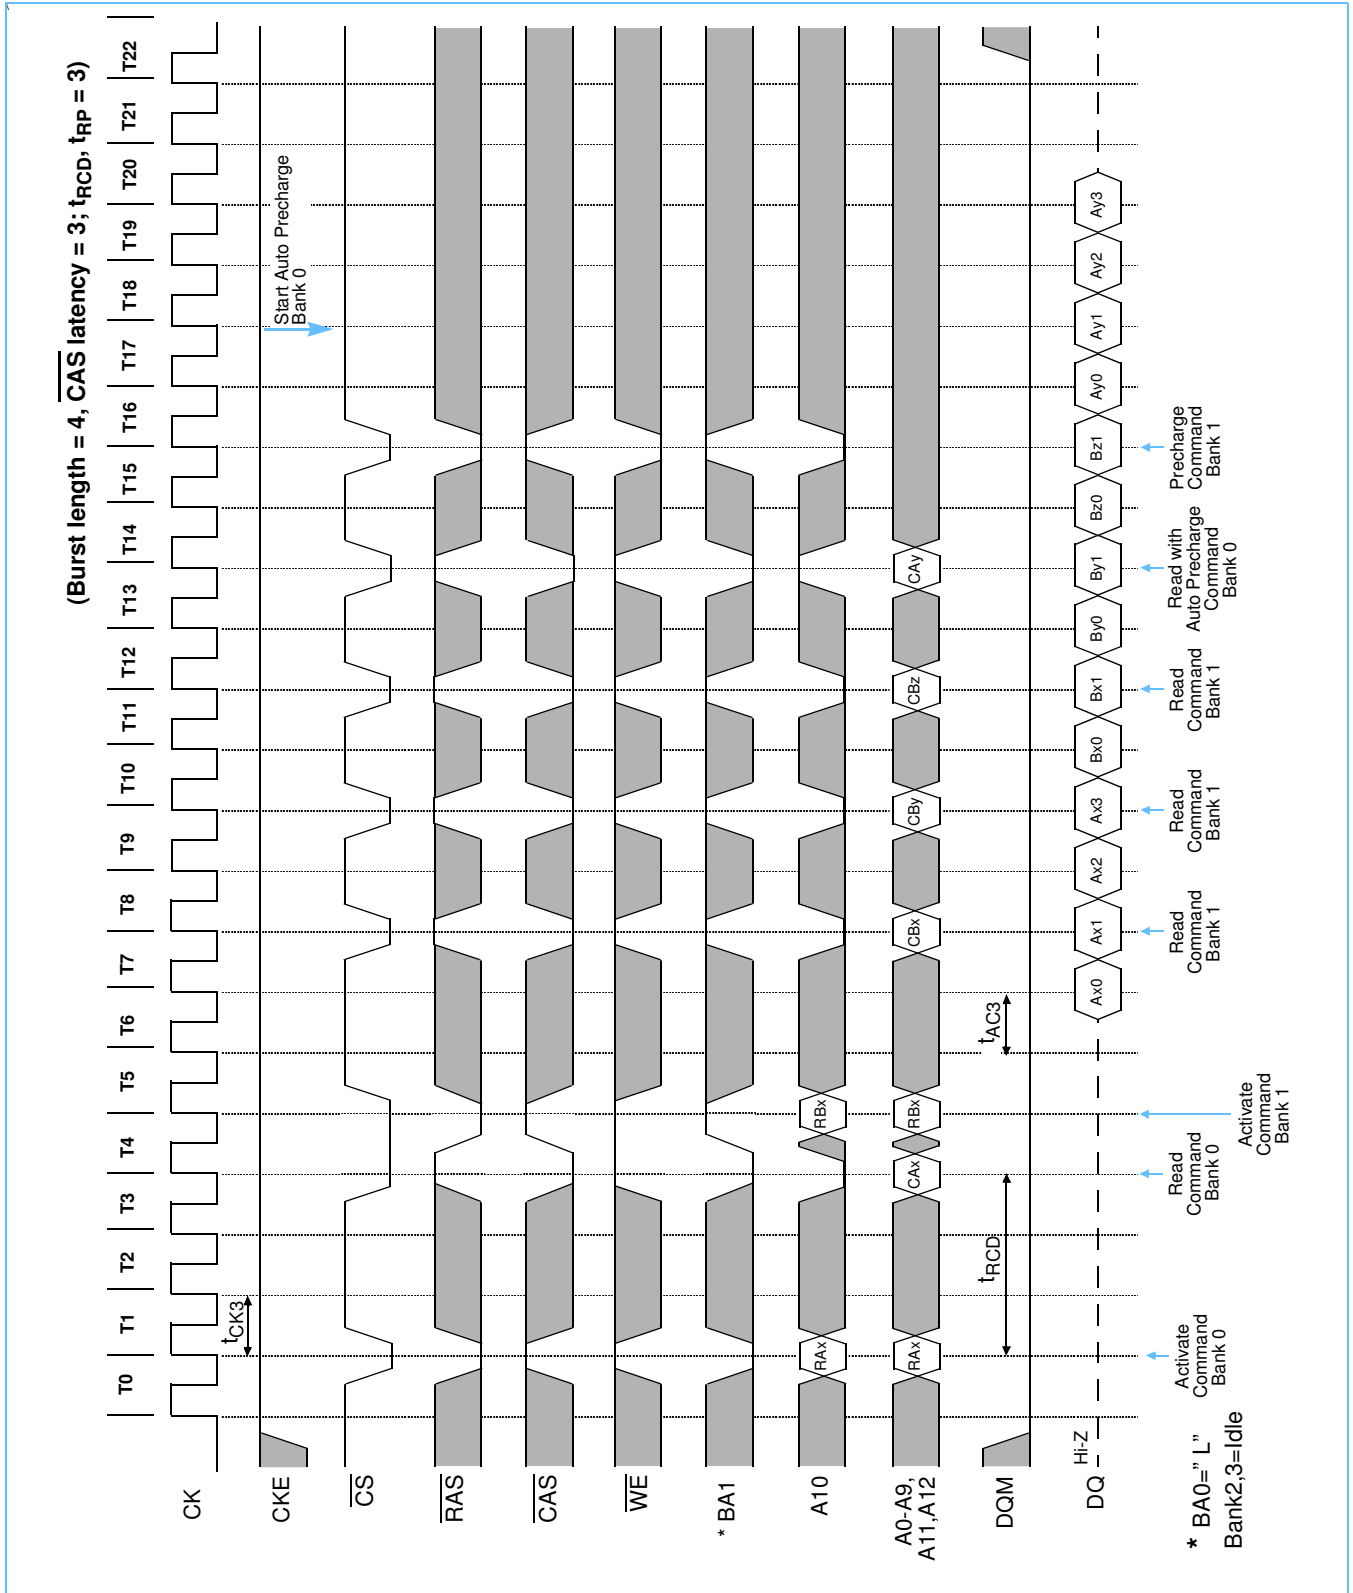 (Burst length = 4, CAS latency = 3; tRCD, tRP = 3)
T0 T1 T2 T3 T4 T5 T6 T7 T8 T9 T10 T11 T12 T13 T14 T15 T16 T17 T18 T19 T20 T21 T22
CK
tCK3
CKE
Start Auto Precharge
Bank 0
CS
RAS
CAS
WE
* BA1
A10
RAx
RBx
A0-A9,
A11,A12
RAx
CAx
RBx
CBx
CBy
CBz
CAy
DQM
tRCD
tAC3
DQ
Hi-Z
Ax0
Ax1
Ax2
Ax3
Bx0
Bx1
By0
By1
Bz0
Bz1
Ay0
Ay1
Ay2
Ay3
Activate
Command
Bank 0
Read
Command
Bank 0
Activate
Command
Bank 1
Read
Command
Bank 1
Read
Command
Bank 1
Read
Command
Bank 1
Read with
Auto Precharge
Command
Bank 0
Precharge
Command
Bank 1
* BA0=” L”
Bank2,3=Idle